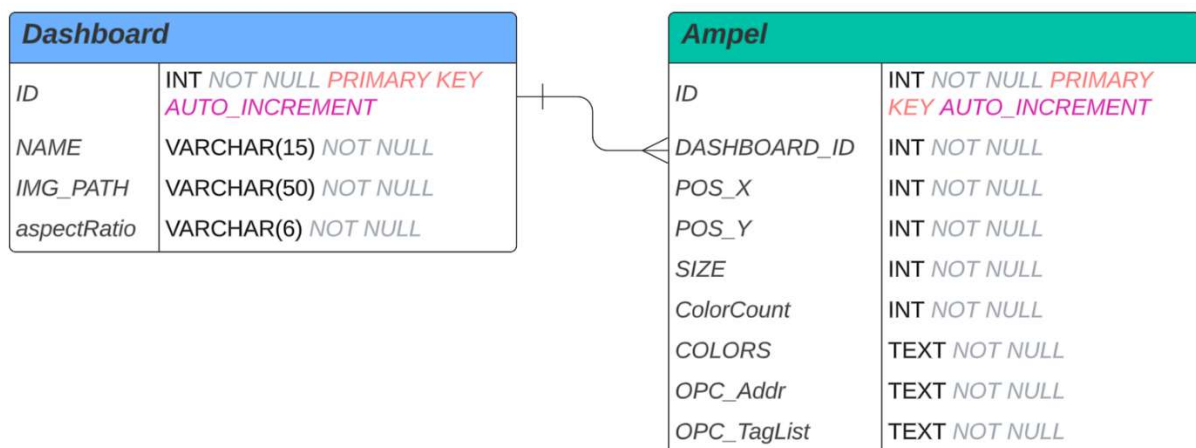 Dashboard
ID INT NOT NULL PRIMARY KEY
AUTO_INCREMENT
NAME VARCHAR(15) NOT NULL
IMG_PATH VARCHAR(50) NOT NULL
aspectRatio VARCHAR(6) NOT NULL
Ampel
ID INT NOT NULL PRIMARY
KEY AUTO_INCREMENT
DASHBOARD_ID INT NOT NULL
POS_X INT NOT NULL
POS_Y INT NOT NULL
SIZE INT NOT NULL
ColorCount INT NOT NULL
COLORS TEXT NOT NULL
OPC_Addr TEXT NOT NULL
OPC_TagList TEXT NOT NULL